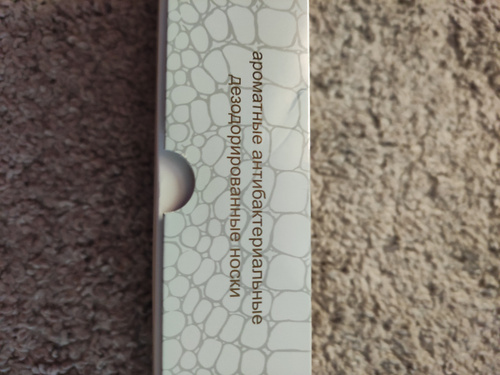 ароматные антибактериальные
дезодорированные носки